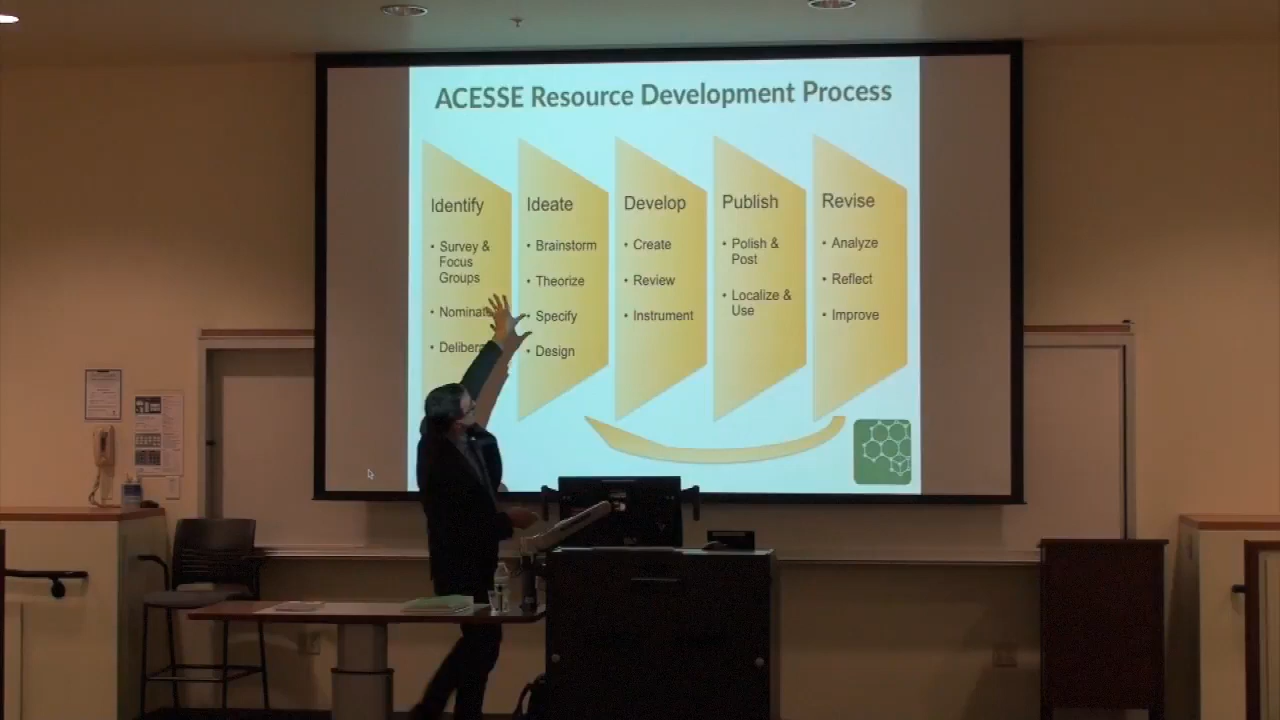 ACESSE Resource Development Process
Identify
• Survey &
Focus
Groups
• Nominate
•
Ideate
• Brainstorm
• Theorize
• Specify
• Design
Develop
• Create
• Review
• Instrument
Publish
• Polish &
Post
• Localize &
Use
Revise
• Analyze
• Reflect
• Improve